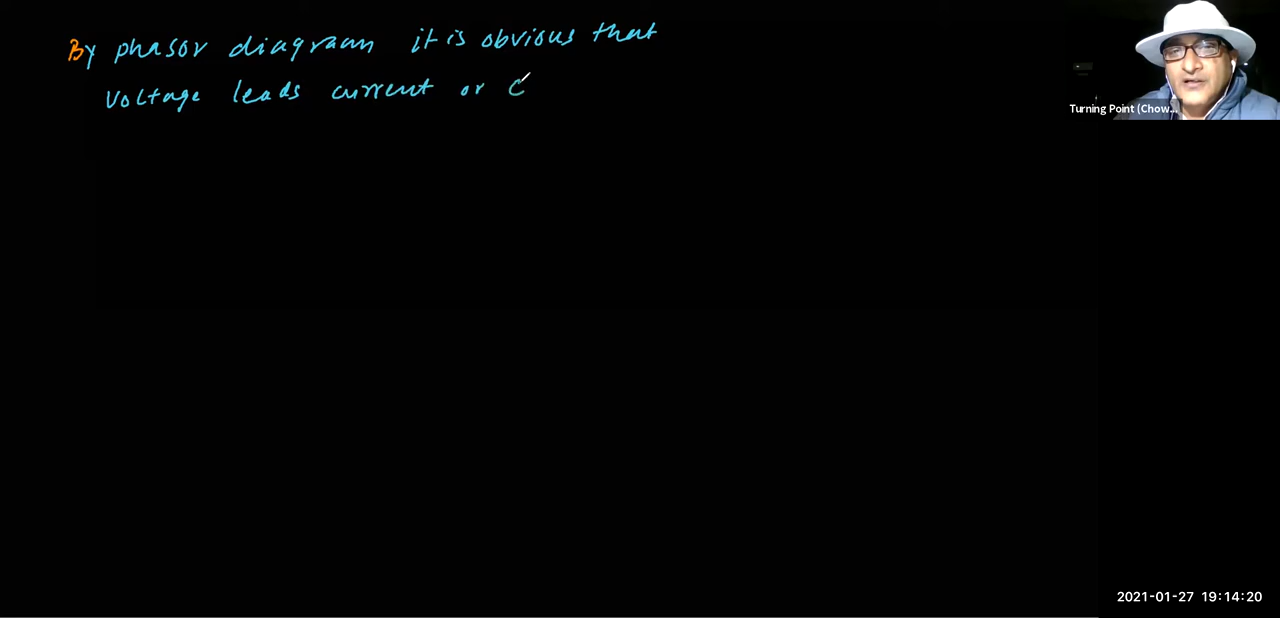 By phasor diagraam it is obvious that
voltage leads current or C
Turning Point (Chow...
2021-01-27 19:14:20